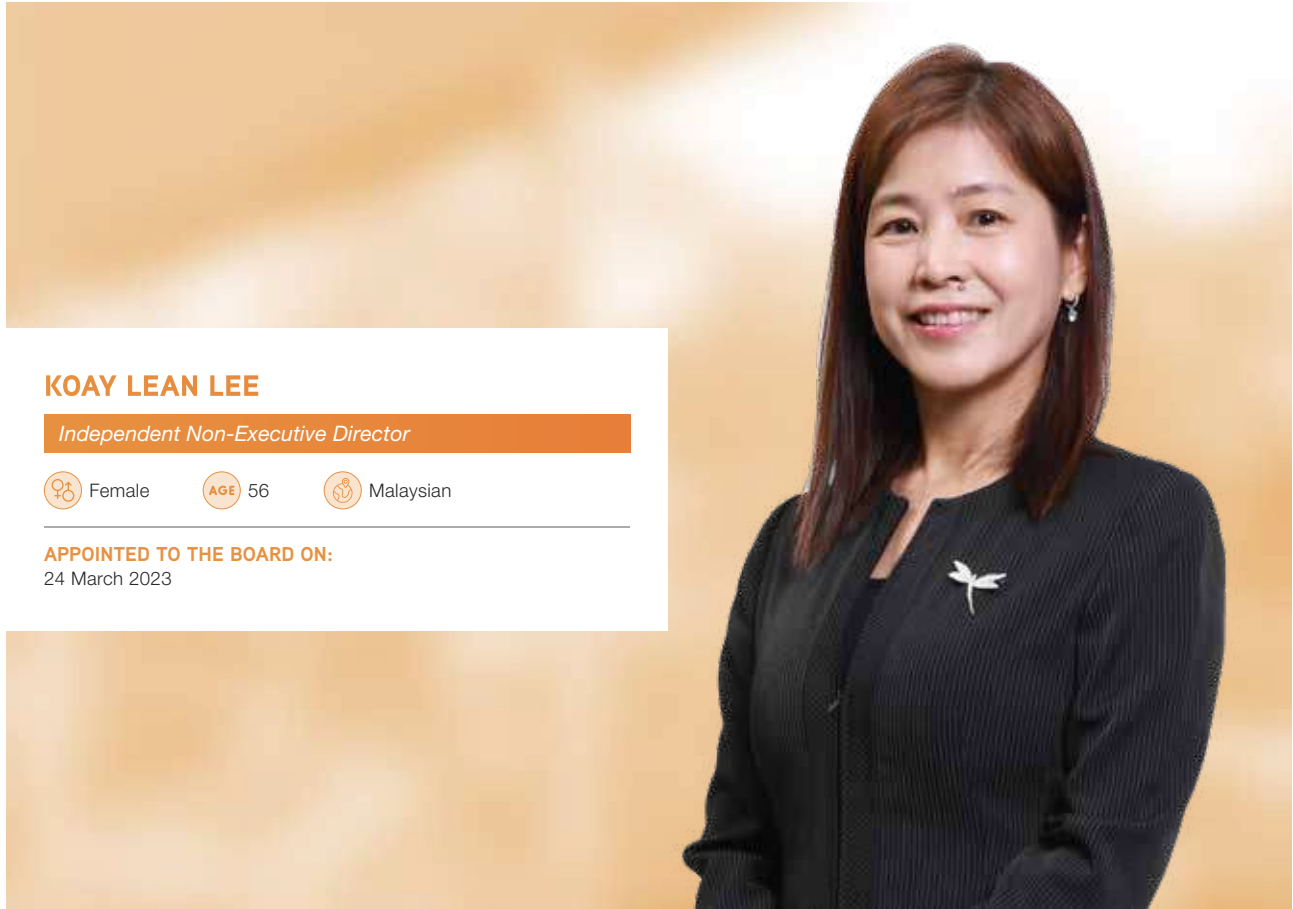 KOAY LEAN LEE
Independent Non-Executive Director
Female AGE 56 Malaysian
APPOINTED TO THE BOARD ON:
24 March 2023